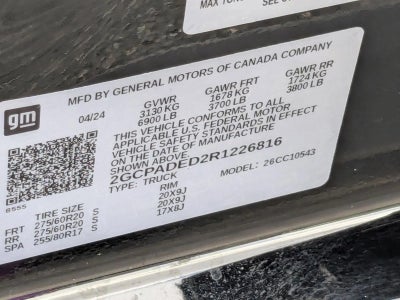 MAX
MFD BY GENERAL MOTORS OF CANADA COMPANY
gm
04/24 GVWR GAWR FRT GAWR RR
3130 KG 1678 KG 1724 KG
6900 LB 3700 LB 3800 LB
THIS VEHICLE CONFORMS TO ALL
APPLICABLE U.S. FEDERAL MOTOR
VEHICLE SAFETY STANDARDS IN EFFECT
ON THE DATE OF MANUFACTURE
SHOWN ABOVE
2GCPADED2R1226816
TYPE: TRUCK MODEL: 26CC10543
6555
TIRE SIZE RIM
FRT 275/60R20 S 20X9J
RR 275/60R20 S 20X9J
SPA 255/80R17 S 17X8J